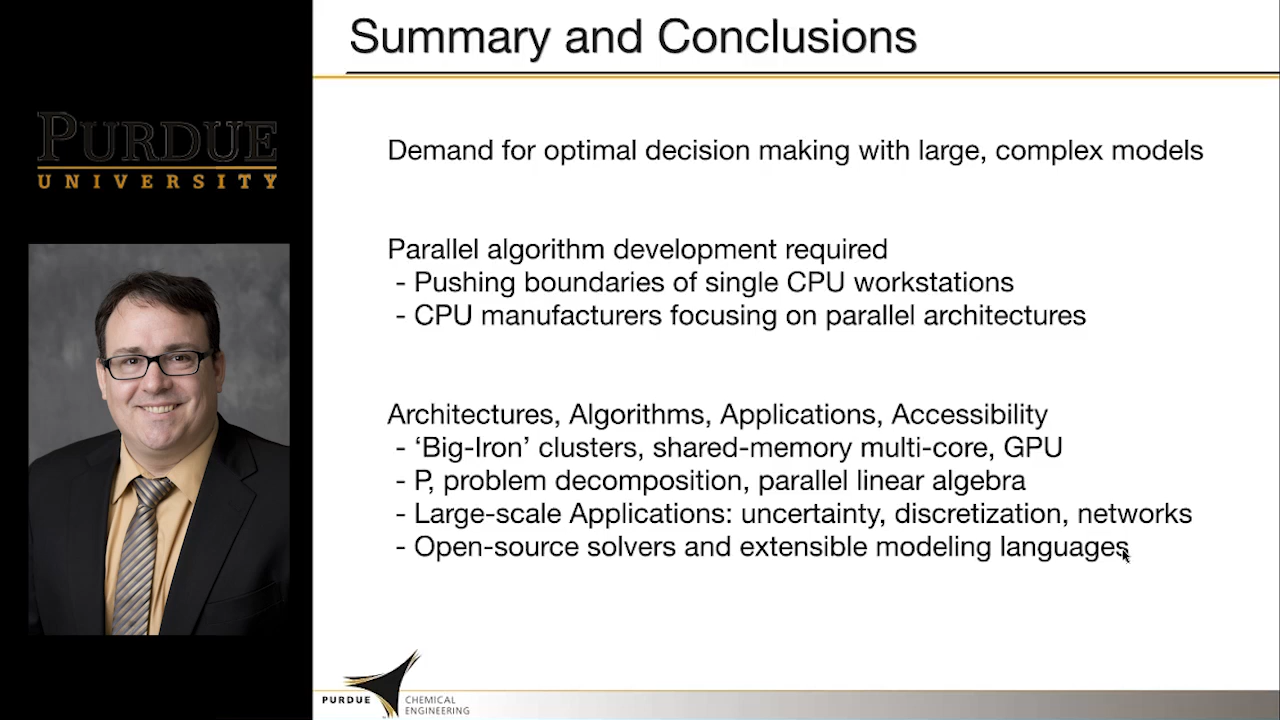 PURDUE
UNIVERSITY
Summary and Conclusions
Demand for optimal decision making with large, complex models
Parallel algorithm development required
- Pushing boundaries of single CPU workstations
- CPU manufacturers focusing on parallel architectures
Architectures, Algorithms, Applications, Accessibility
- ‘Big-Iron’ clusters, shared-memory multi-core, GPU
- P, problem decomposition, parallel linear algebra
- Large-scale Applications: uncertainty, discretization, networks
- Open-source solvers and extensible modeling languages
PURDUE
CHEMICAL
ENGINEERING